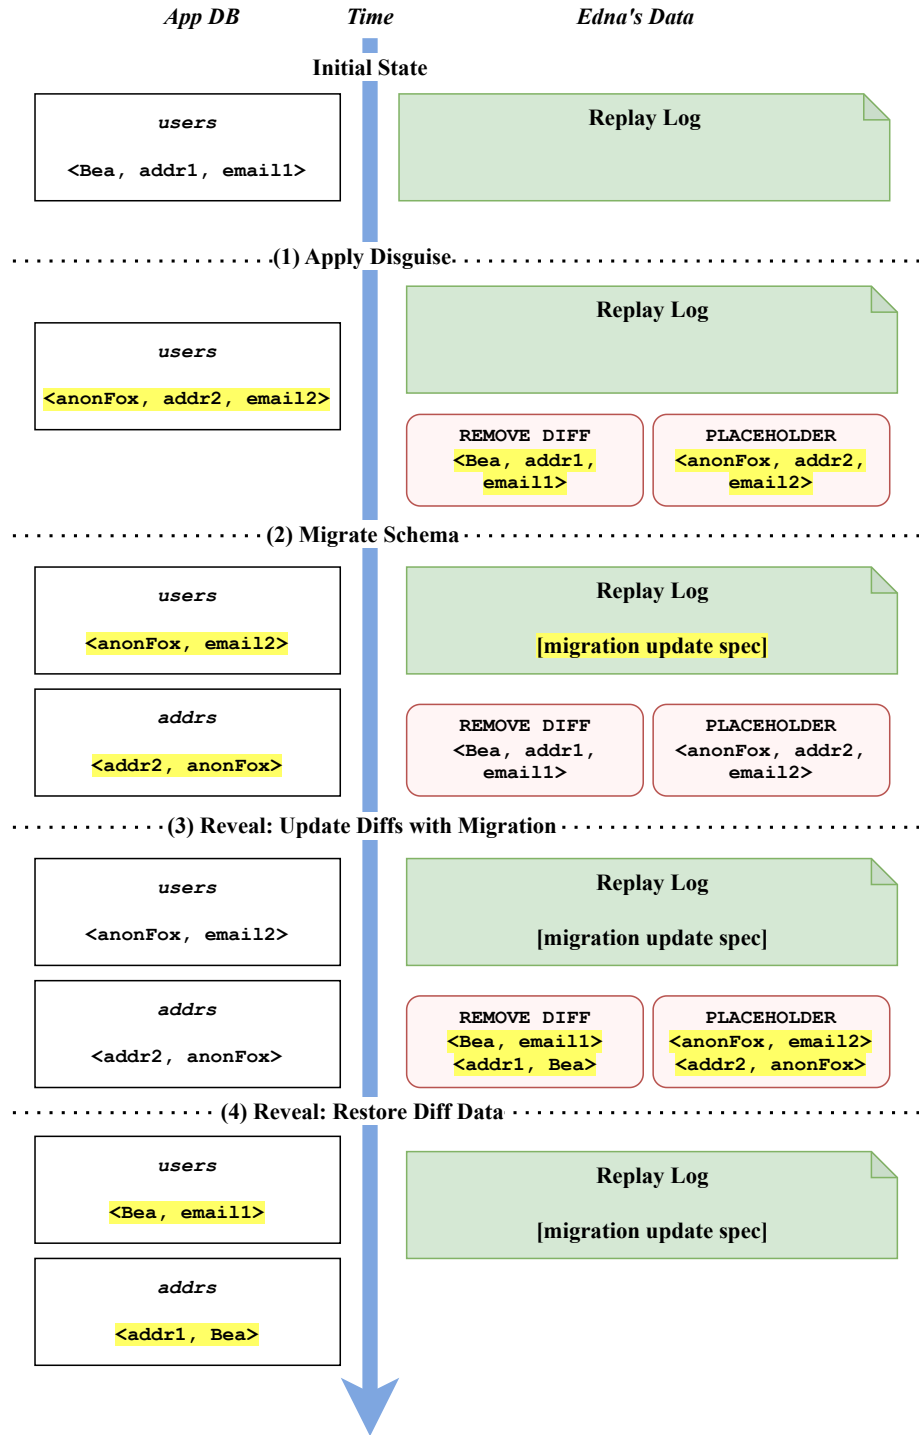 App DB
Time
Edna's Data
Initial State
users
<Bea, addr1, email1>
Replay Log
(1) Apply Disguise
users
<anonFox, addr2, email2>
Replay Log
REMOVE DIFF
<Bea, addr1,
email1>
PLACEHOLDER
<anonFox, addr2,
email2>
(2) Migrate Schema
users
<anonFox, email2>
addrs
<addr2, anonFox>
Replay Log
[migration update spec]
REMOVE DIFF
<Bea, addr1,
email1>
PLACEHOLDER
<anonFox, addr2,
email2>
(3) Reveal: Update Diffs with Migration
users
<anonFox, email2>
addrs
<addr2, anonFox>
Replay Log
[migration update spec]
REMOVE DIFF
<Bea, email1>
<addr1, Bea>
PLACEHOLDER
<anonFox, email2>
<addr2, anonFox>
(4) Reveal: Restore Diff Data
users
<Bea, email1>
addrs
<addr1, Bea>
Replay Log
[migration update spec]